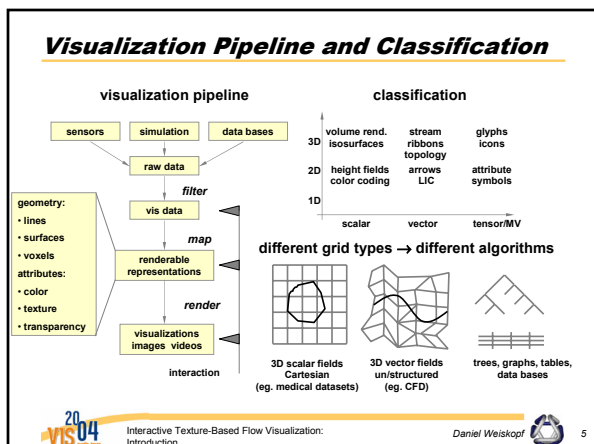 Visualization Pipeline and Classification
visualization pipeline
sensors
simulation
data bases
raw data
filter
vis data
map
renderable
representations
render
visualizations
images videos
interaction
geometry:
• lines
• surfaces
• voxels
attributes:
• color
• texture
• transparency
classification
3D
2D
1D
volume rend.
isosurfaces
stream
ribbons
topology
glyphs
icons
height fields
color coding
arrows
LIC
attribute
symbols
scalar
vector
tensor/MV
different grid types → different algorithms
3D scalar fields
Cartesian
(eg. medical datasets)
3D vector fields
un/structured
(eg. CFD)
trees, graphs, tables,
data bases
20
VIS 04
Interactive Texture-Based Flow Visualization:
Introduction
Daniel Weiskopf
5